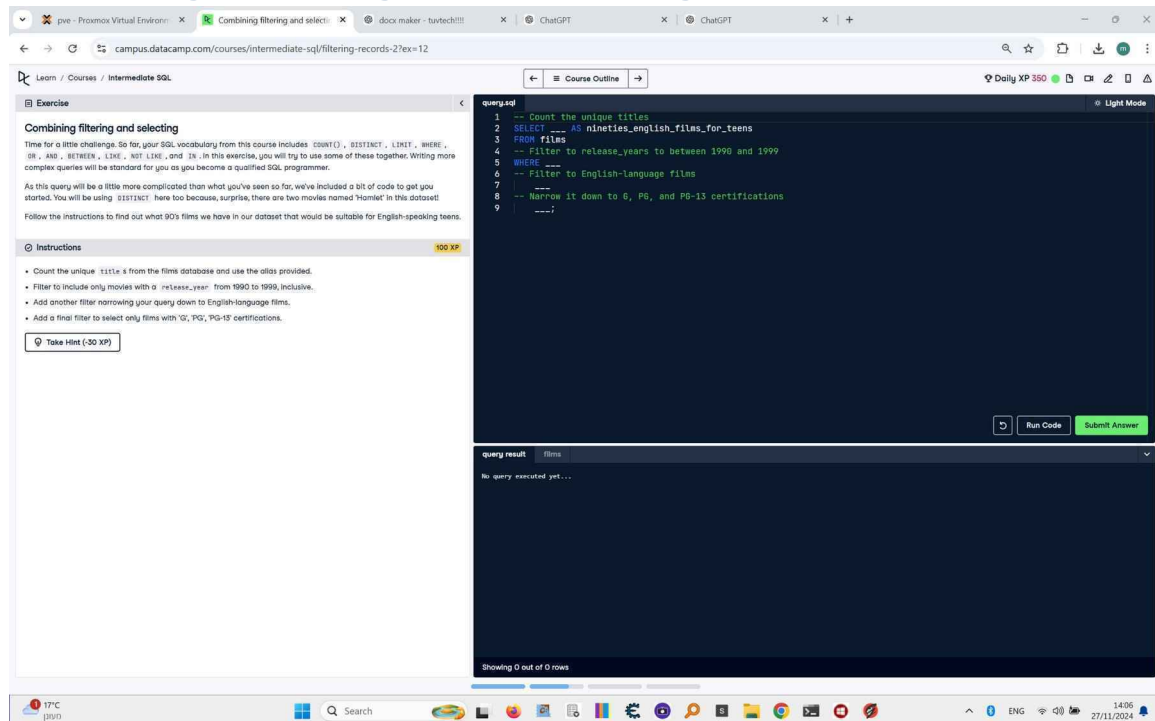 pve - Proxmox Virtual Environm
Combining filtering and selecti
docx maker - tuvtech!!!!
ChatGPT
ChatGPT
campus.datacamp.com/courses/intermediate-sql/filtering-records-2?ex=12
m
Learn / Courses / Intermediate SQL
Course Outline
Daily XP 350
Exercise
Combining filtering and selecting
Time for a little challenge. So far, your SQL vocabulary from this course includes COUNT() , DISTINCT , LIMIT , WHERE ,
OR , AND , BETWEEN , LIKE , NOT LIKE , and IN . In this exercise, you will try to use some of these together. Writing more
complex queries will be standard for you as you become a qualified SQL programmer.
As this query will be a little more complicated than what you've seen so far, we've included a bit of code to get you
started. You will be using DISTINCT here too because, surprise, there are two movies named 'Hamlet' in this dataset!
Follow the instructions to find out what 90's films we have in our dataset that would be suitable for English-speaking teens.
Instructions
100 XP
• Count the unique title s from the films database and use the alias provided.
• Filter to include only movies with a release_year from 1990 to 1999, inclusive.
• Add another filter narrowing your query down to English-language films.
• Add a final filter to select only films with 'G', 'PG', 'PG-13' certifications.
Take Hint (-30 XP)
query.sql
Light Mode
1 -- Count the unique titles
2 SELECT ___ AS nineties_english_films_for_teens
3 FROM films
4 -- Filter to release_years to between 1990 and 1999
5 WHERE ___
6 -- Filter to English-language films
7 ___
8 -- Narrow it down to G, PG, and PG-13 certifications
9 ___;
Run Code
Submit Answer
query result films
No query executed yet...
Showing 0 out of 0 rows
1
17°C
מעונן
Search
S
ENG
14:06
27/11/2024